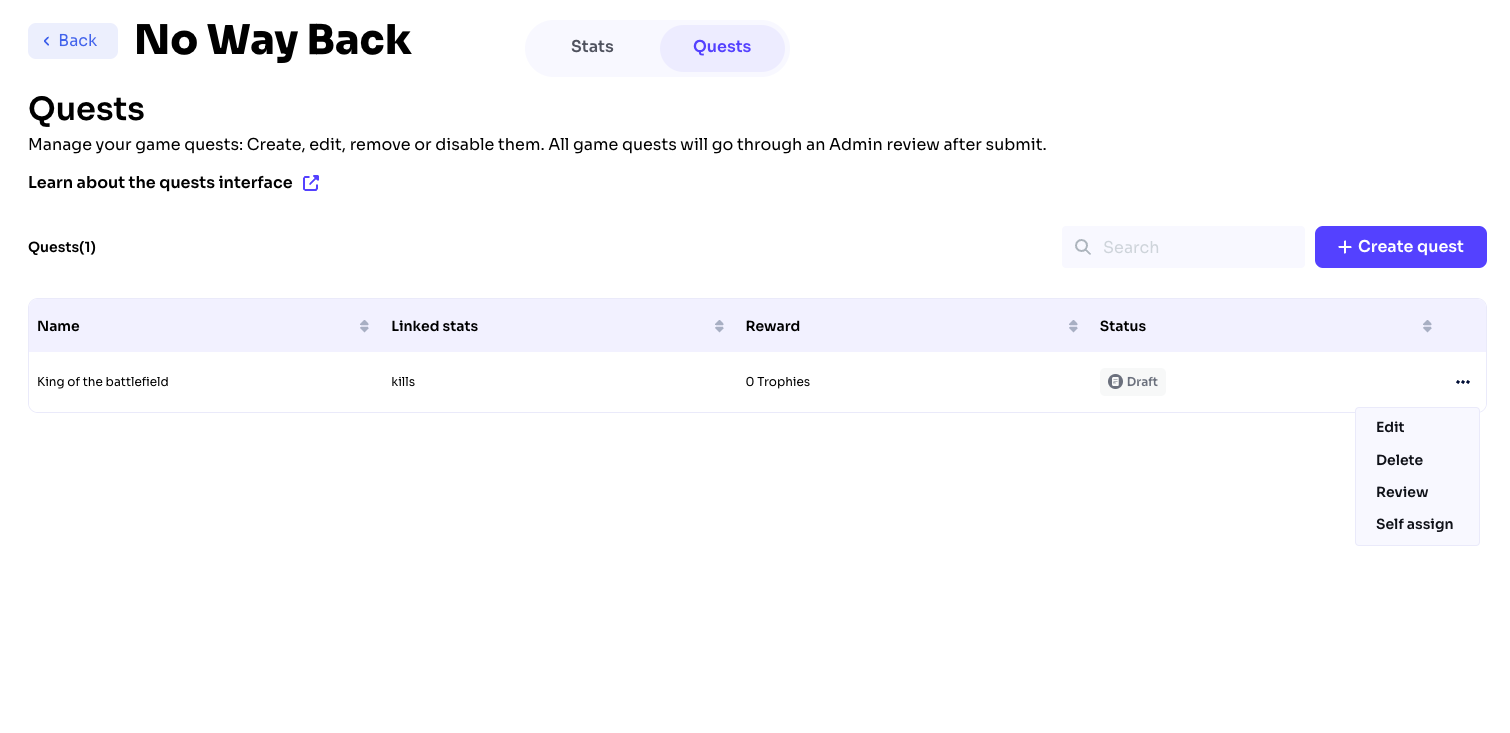 Back
No Way Back
Stats
Quests
Quests
Manage your game quests: Create, edit, remove or disable them. All game quests will go through an Admin review after submit.
Learn about the quests interface
Quests(1)
Search
Create quest
Name
Linked stats
Reward
Status
King of the battlefield
kills
0 Trophies
Draft
Edit
Delete
Review
Self assign